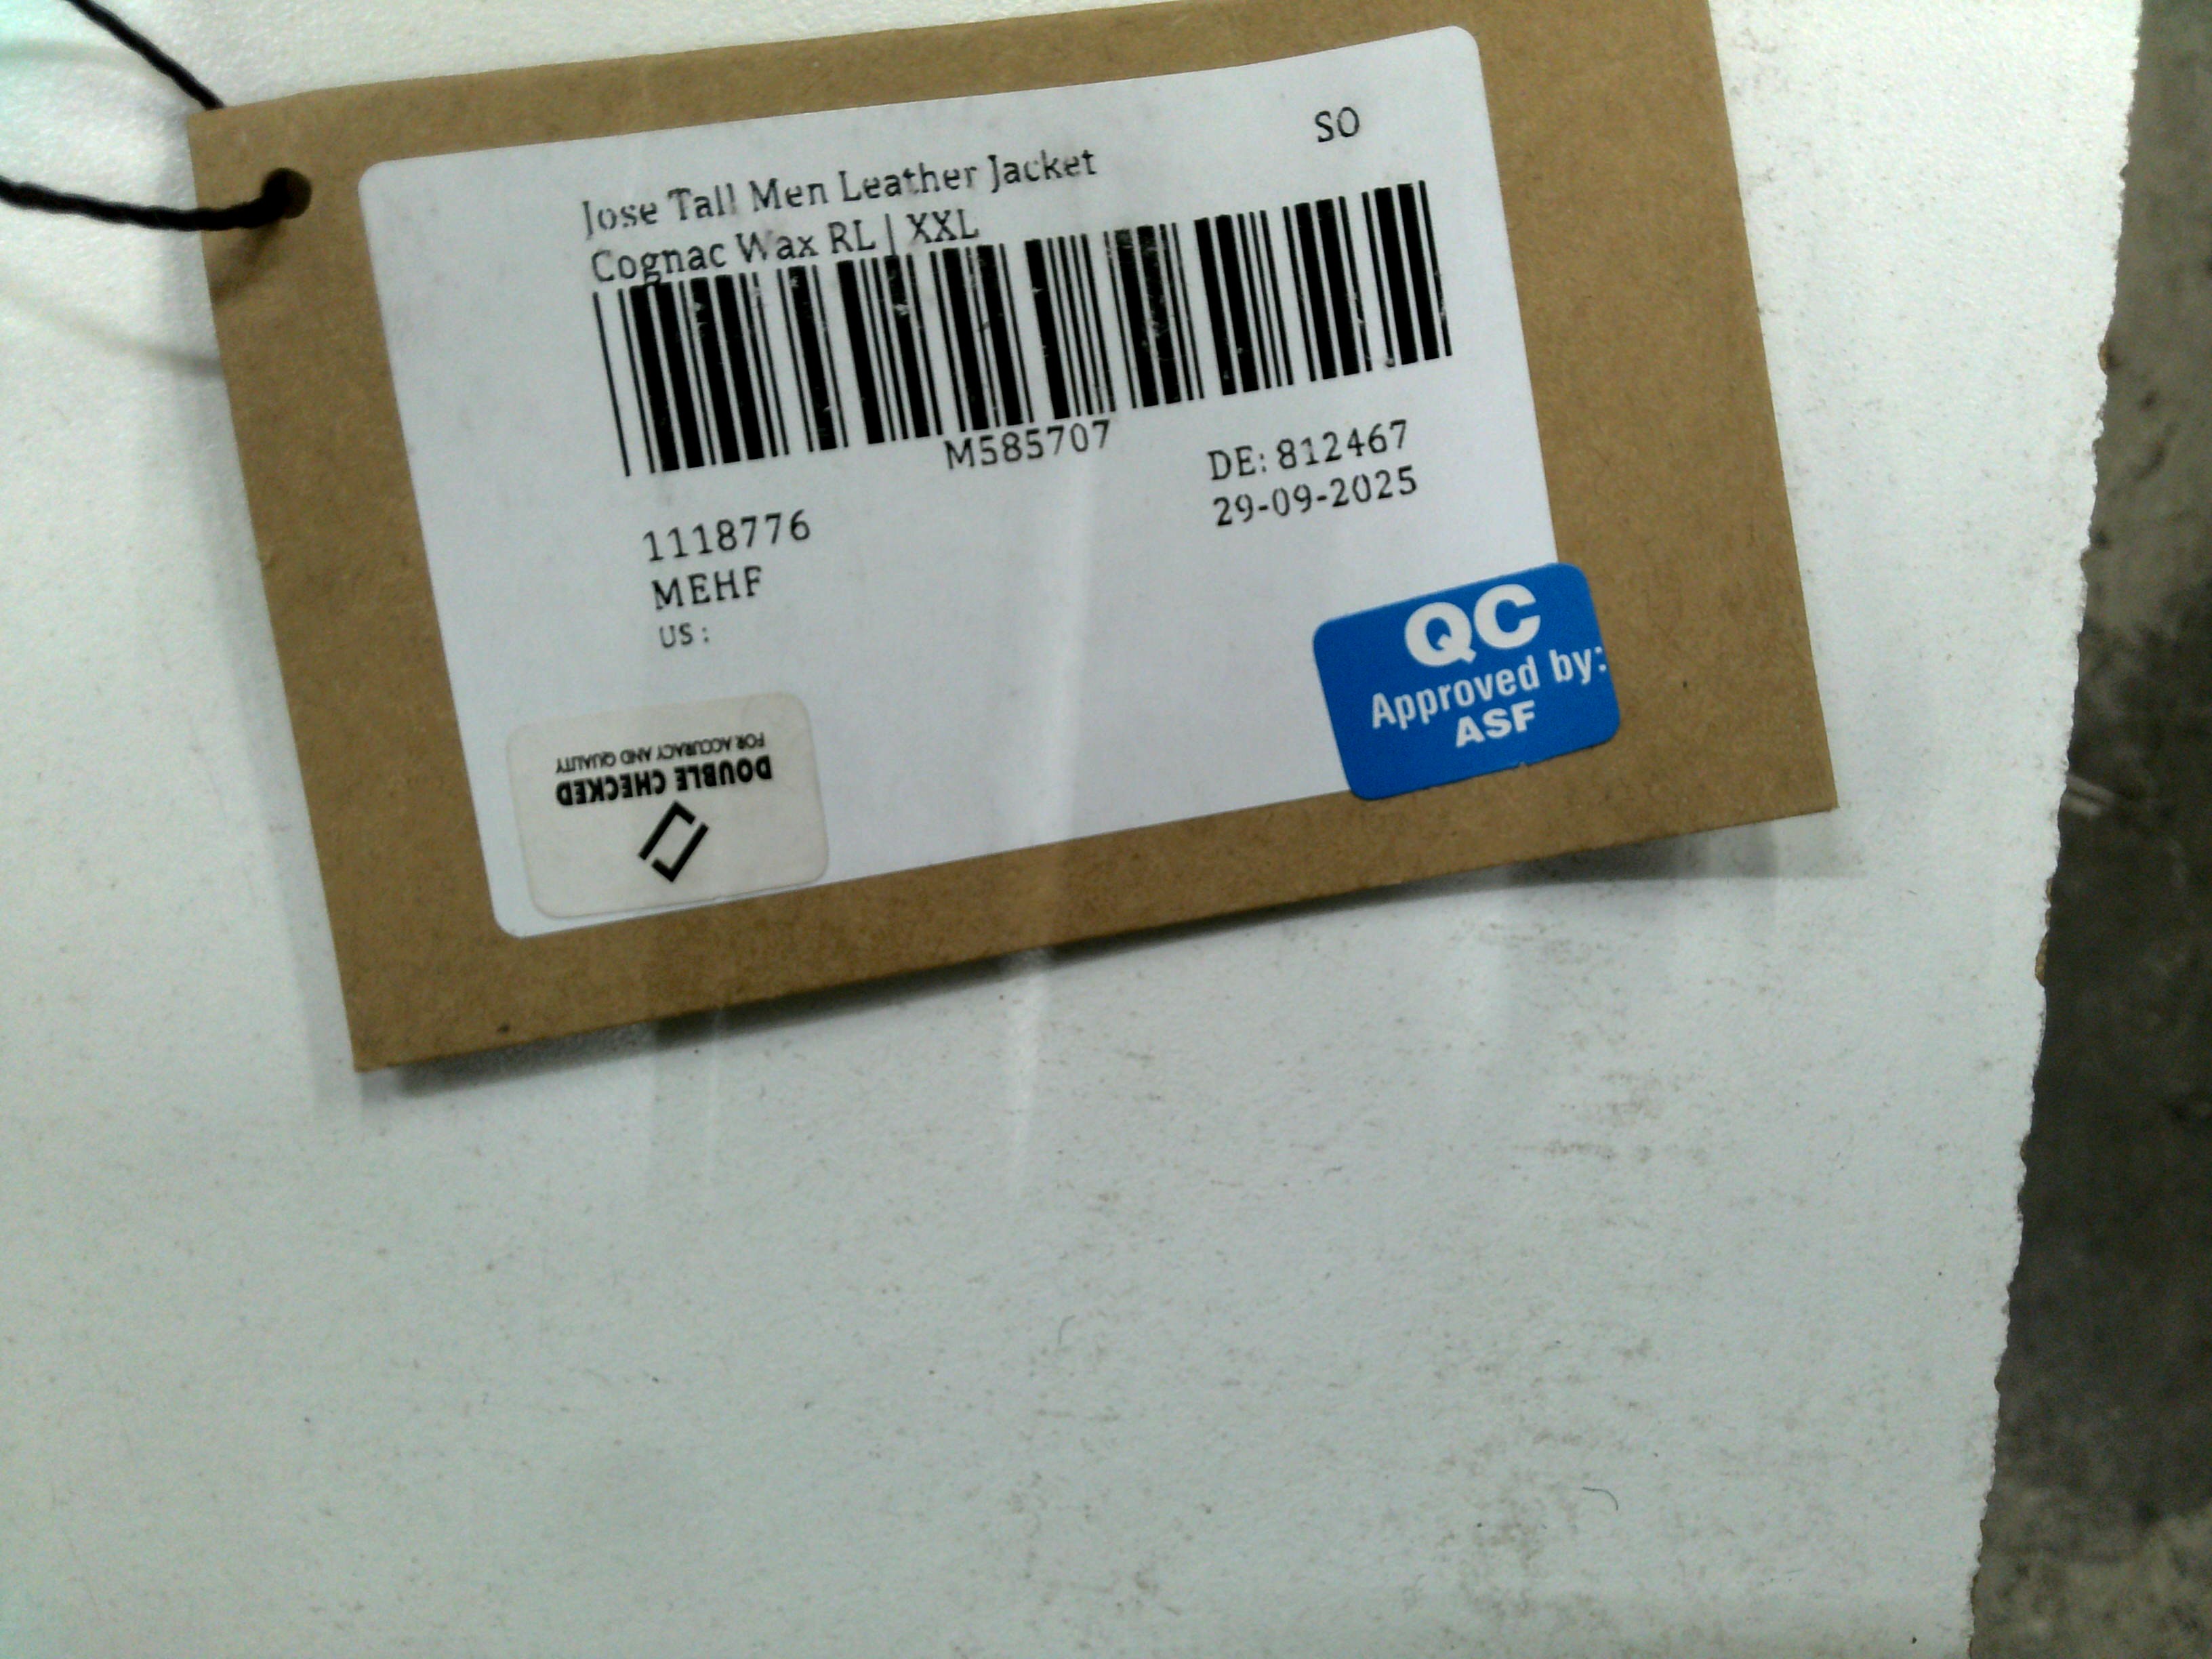 SO
Jose Tall Men Leather Jacket
Cognac Wax RL | XXL
M585707
DE: 812467
29-09-2025
1118776
MEHF
US :
QC
Approved by:
ASF
DOUBLE CHECKED
FOR ACCURACY AND QUALITY